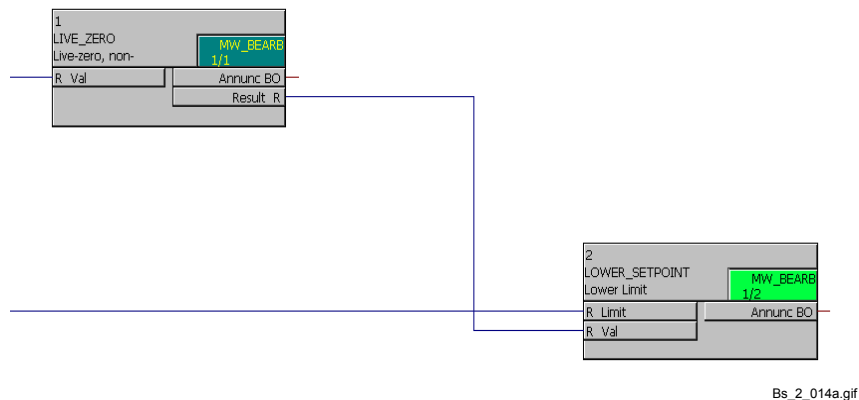 1
LIVE_ZERO
Live-zero, non-
MW_BEARB
1/1
R Val
Annunc BO
Result R
2
LOWER_SETPOINT
Lower Limit
MW_BEARB
1/2
R Limit
Annunc BO
R Val
Bs_2_014a.gif